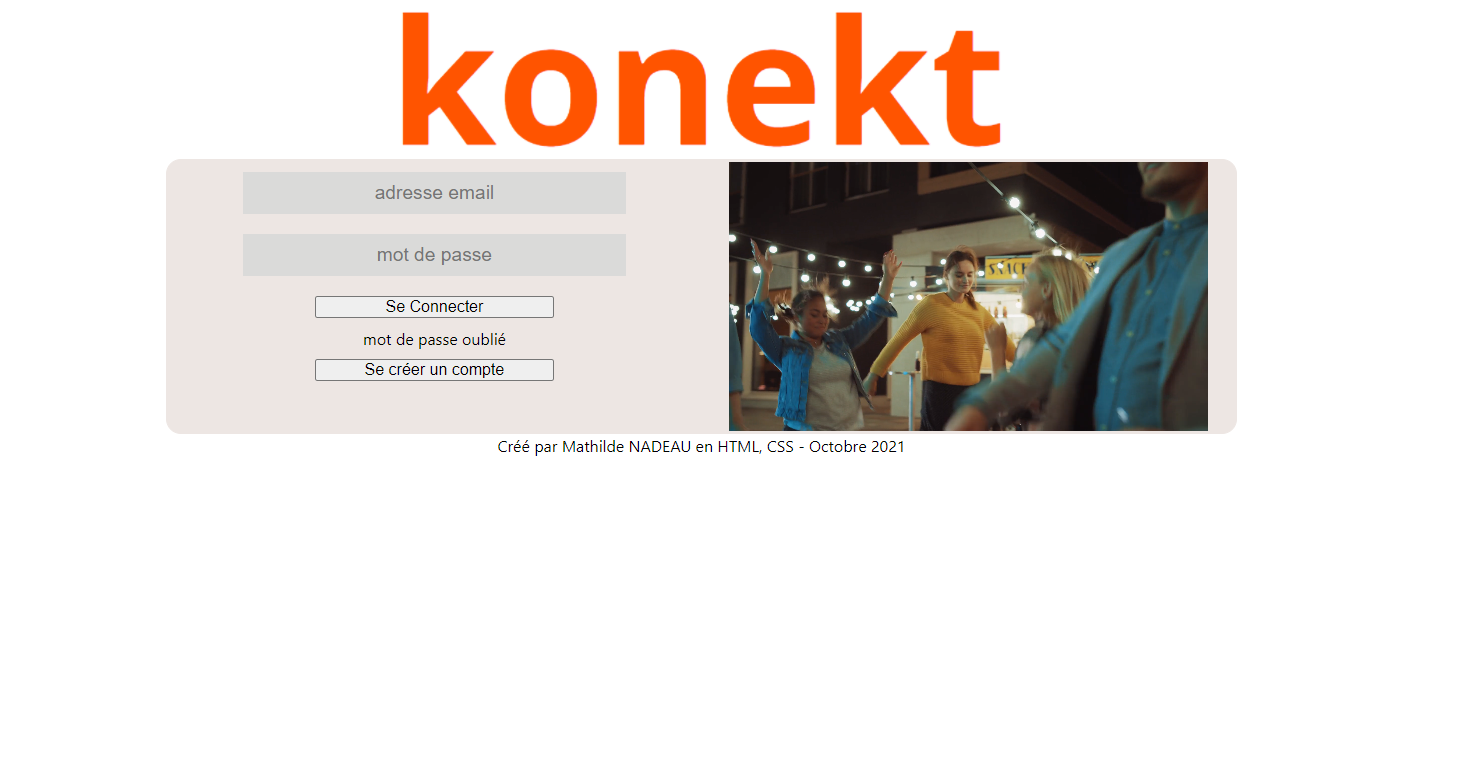 konekt
adresse email
mot de passe
Se Connecter
mot de passe oublié
Se créer un compte
Créé par Mathilde NADEAU en HTML, CSS - Octobre 2021